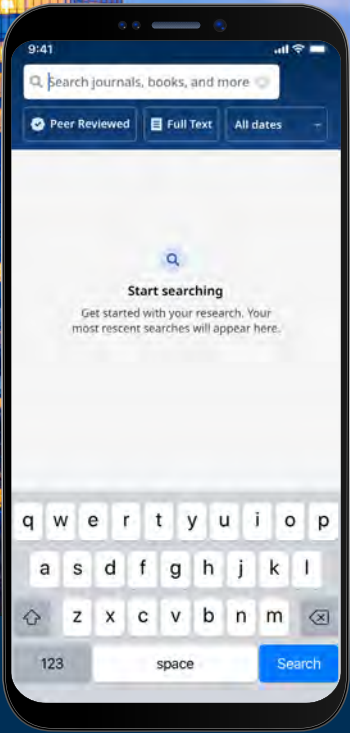 9:41
Search journals, books, and more
Peer Reviewed Full Text All dates
Start searching
Get started with your research. Your
most rescent searches will appear here.
q w e r t y u i o p
a s d f g h j k l
z x c v b n m
123 space Search